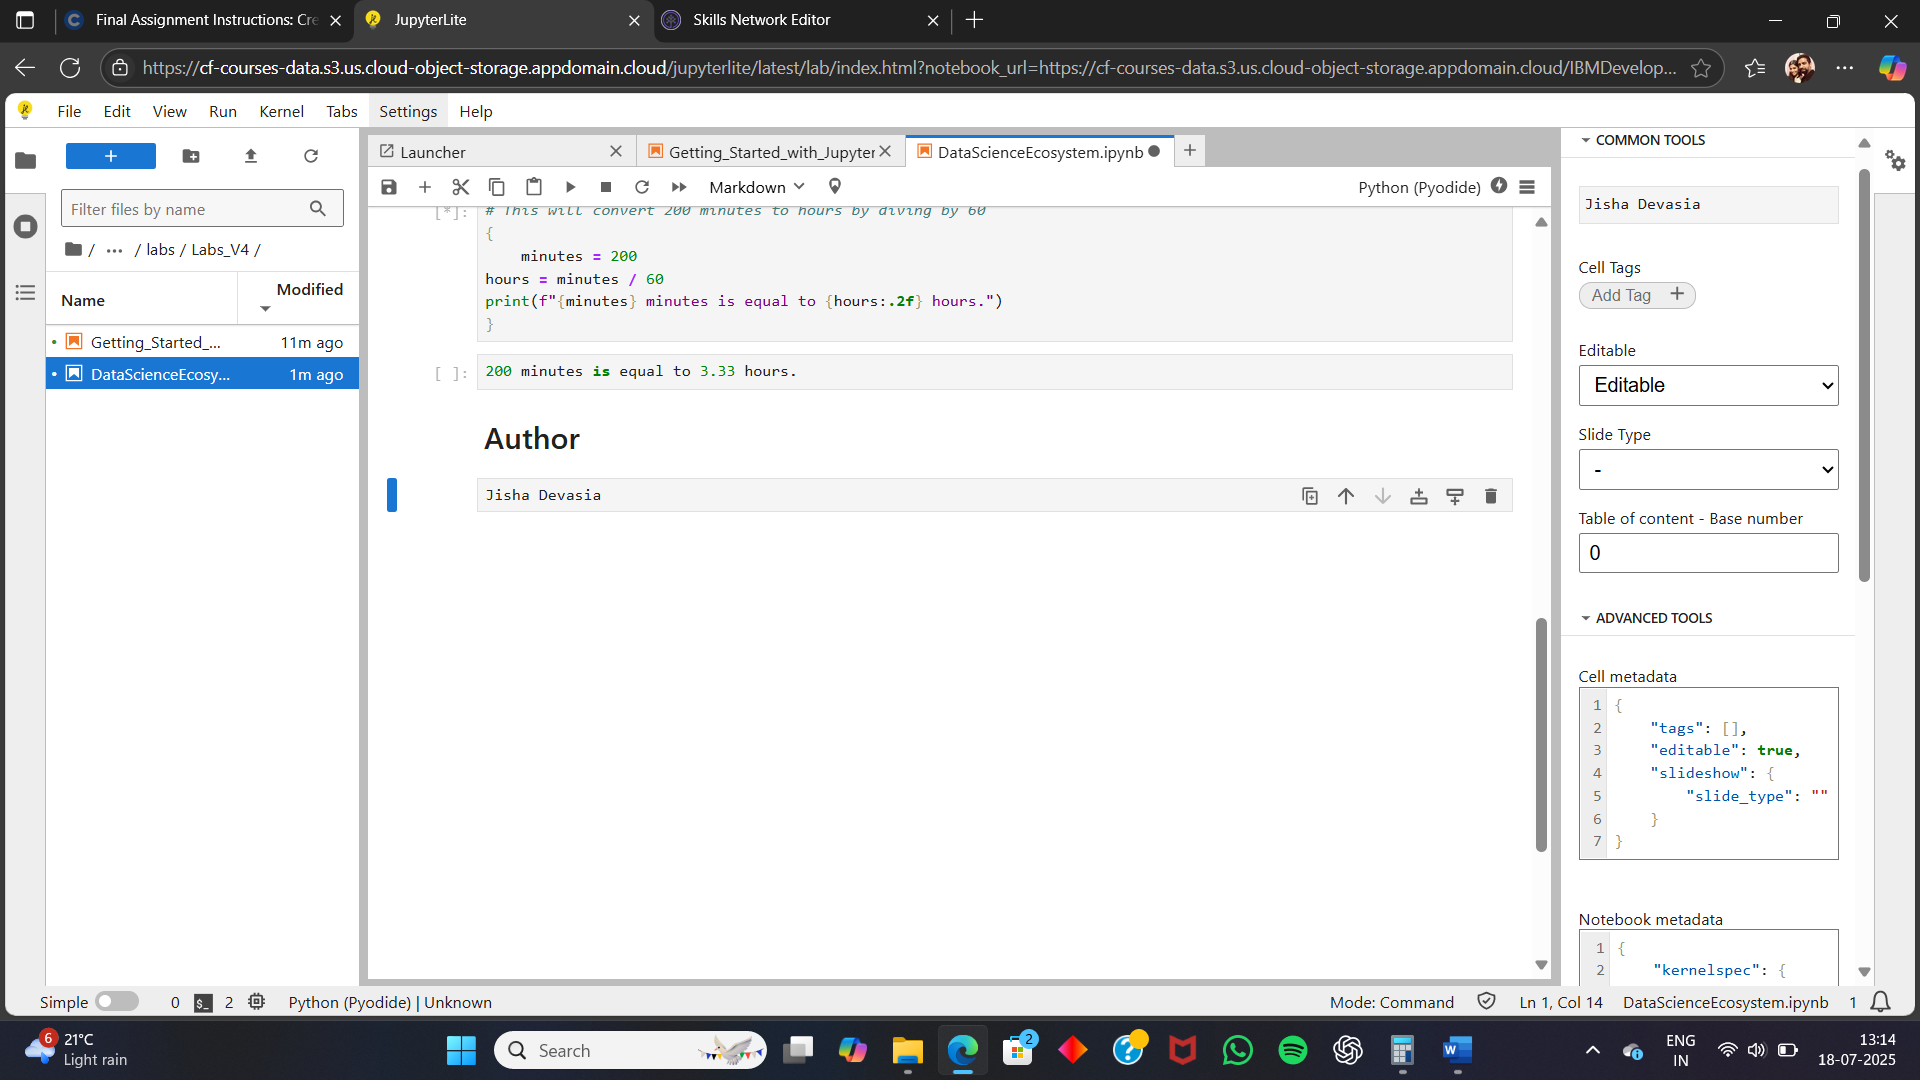 Final Assignment Instructions: Cre
JupyterLite
Skills Network Editor
https://cf-courses-data.s3.us.cloud-object-storage.appdomain.cloud/jupyterlite/latest/lab/index.html?notebook_url=https://cf-courses-data.s3.us.cloud-object-storage.appdomain.cloud/IBMDevelop...
File Edit View Run Kernel Tabs Settings Help
Launcher
Getting_Started_with_Jupyter
DataScienceEcosystem.ipynb
Markdown
Python (Pyodide)
Filter files by name
/ ... / labs / Labs_V4 /
Name Modified
Getting_Started_... 11m ago
DataScienceEcosy... 1m ago
[*]: # This will convert 200 minutes to hours by diving by 60
{
minutes = 200
hours = minutes / 60
print(f"{minutes} minutes is equal to {hours:.2f} hours.")
}
[ ]: 200 minutes is equal to 3.33 hours.
Author
Jisha Devasia
COMMON TOOLS
Jisha Devasia
Cell Tags
Add Tag +
Editable
Editable
Slide Type
-
Table of content - Base number
0
ADVANCED TOOLS
Cell metadata
1 {
2 "tags": [],
3 "editable": true,
4 "slideshow": {
5 "slide_type": ""
6 }
7 }
Notebook metadata
1 {
2 "kernelspec": {
Simple 0 $_ 2 Python (Pyodide) | Unknown
Mode: Command Ln 1, Col 14 DataScienceEcosystem.ipynb 1
6
21°C
Light rain
Search
2
ENG
IN
13:14
18-07-2025